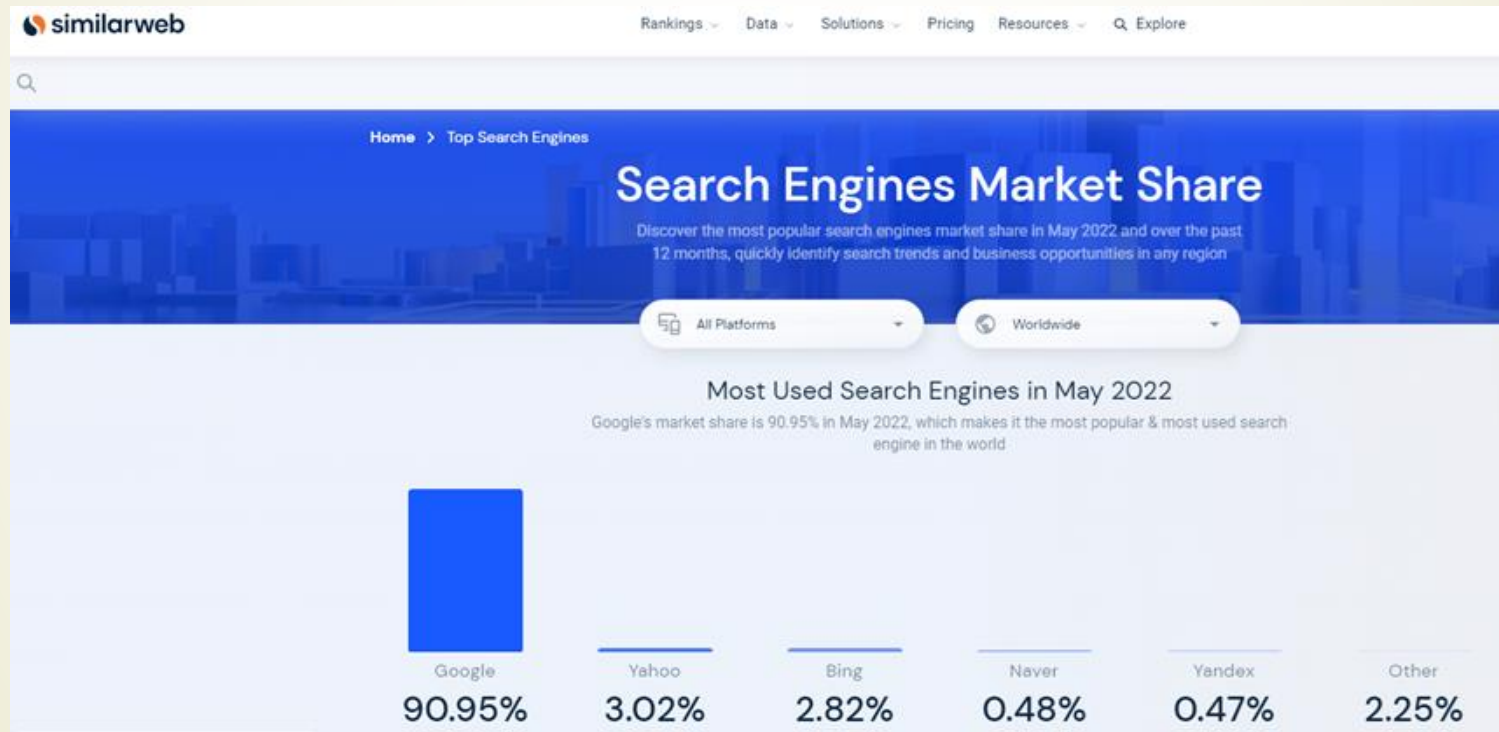 similarweb
Rankings Data Solutions Pricing Resources Explore
Home > Top Search Engines
Search Engines Market Share
Discover the most popular search engines market share in May 2022 and over the past
12 months, quickly identify search trends and business opportunities in any region
All Platforms Worldwide
Most Used Search Engines in May 2022
Google's market share is 90.95% in May 2022, which makes it the most popular & most used search
engine in the world
Google Yahoo Bing Naver Yandex Other
90.95% 3.02% 2.82% 0.48% 0.47% 2.25%